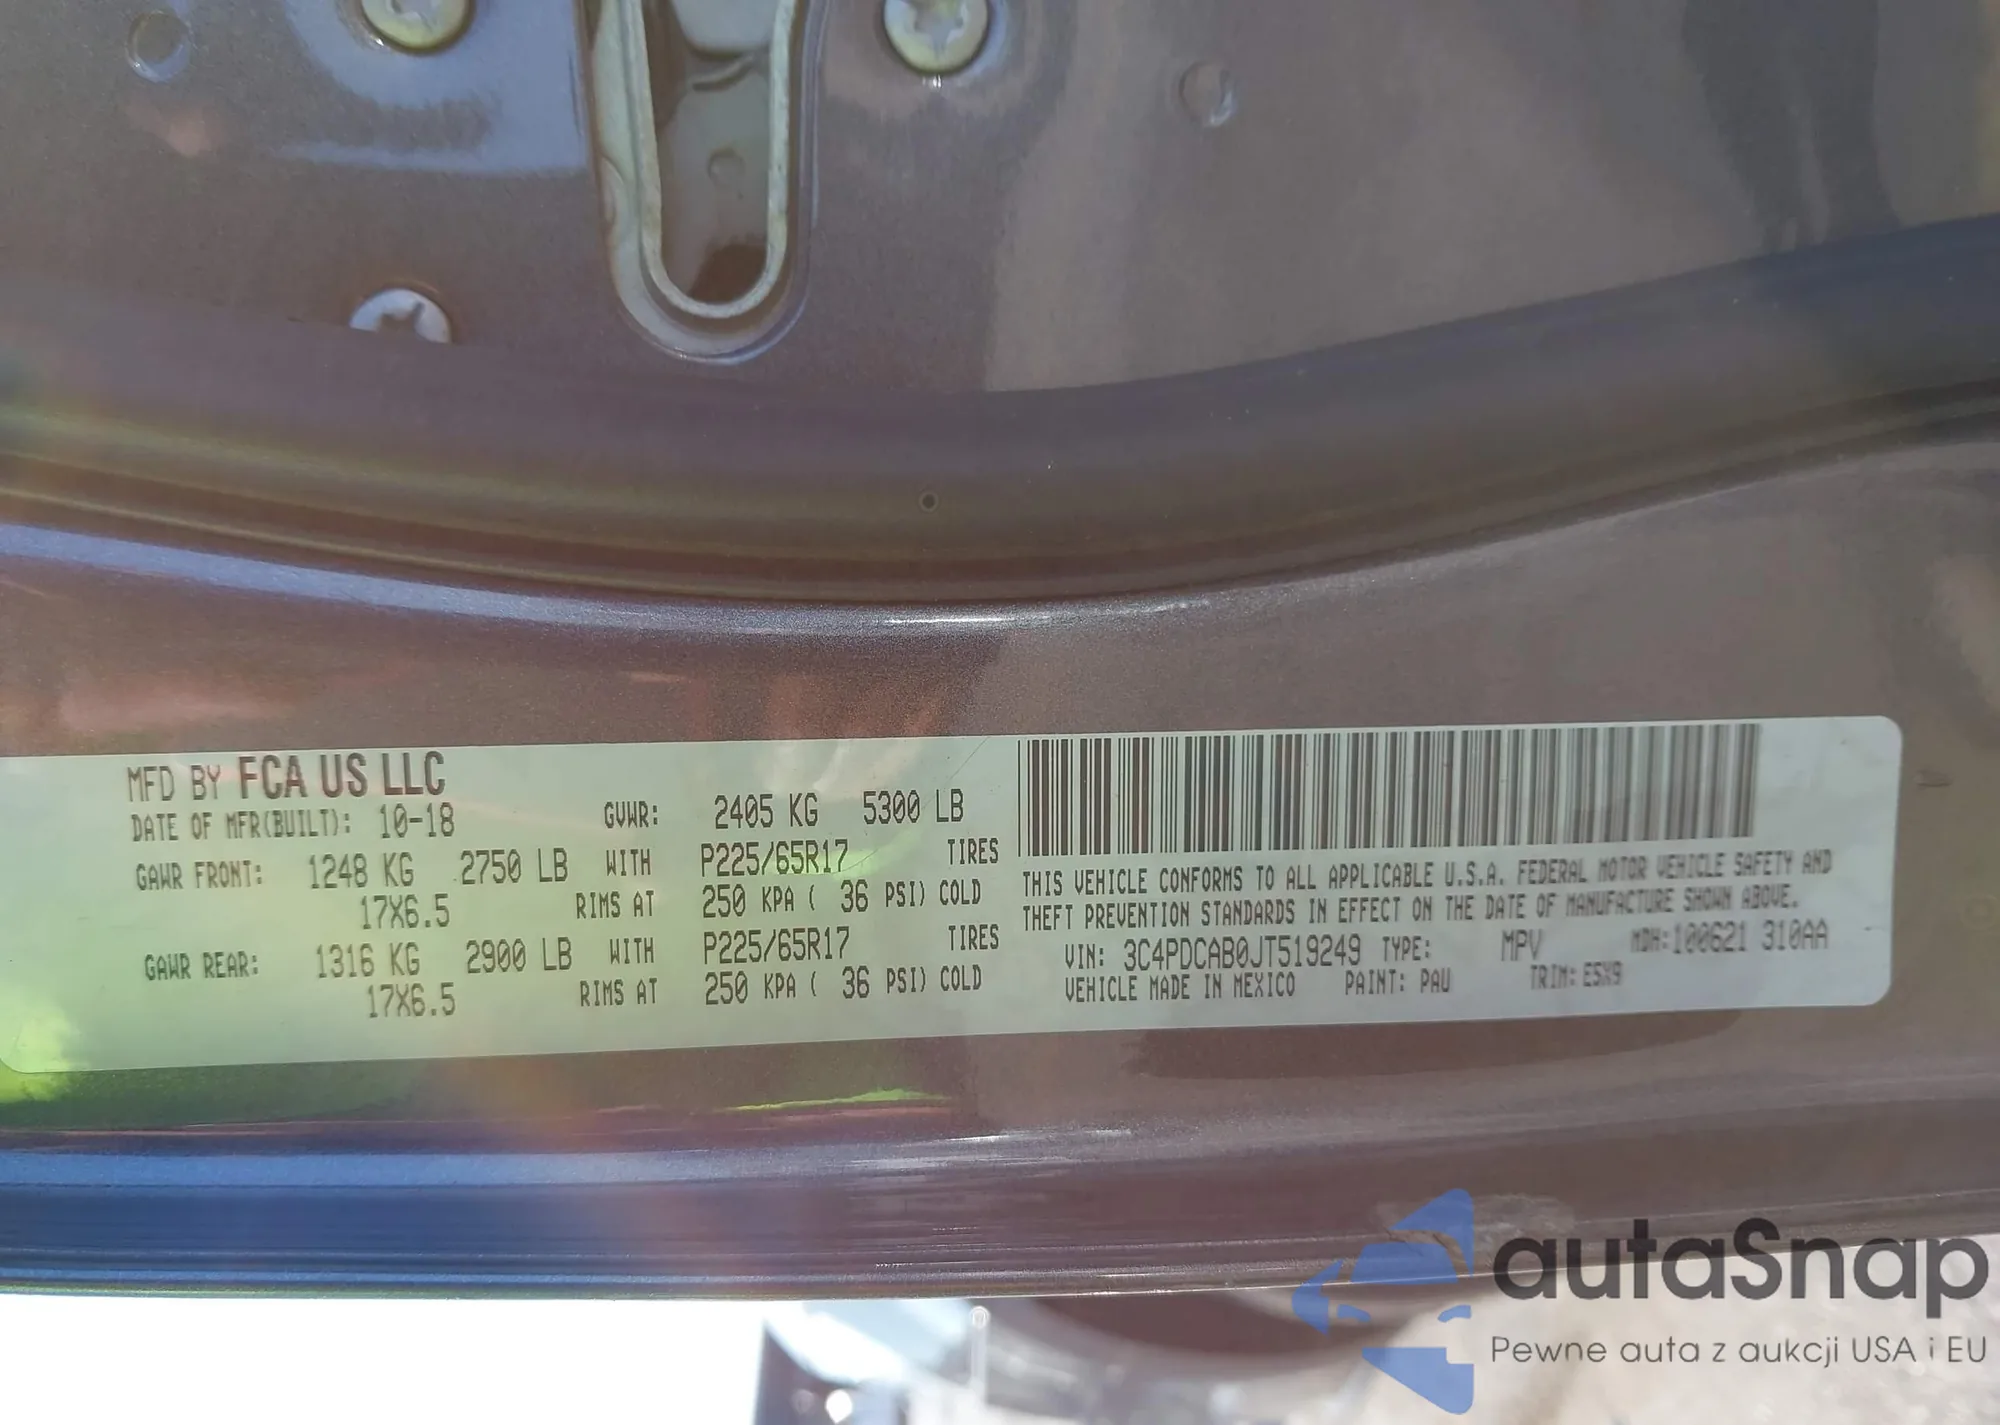 MFD BY FCA US LLC
DATE OF MFR(BUILT): 10-18 GVWR: 2405 KG 5300 LB
GAWR FRONT: 1248 KG 2750 LB WITH P225/65R17 TIRES
17X6.5 RIMS AT 250 KPA ( 36 PSI) COLD
GAWR REAR: 1316 KG 2900 LB WITH P225/65R17 TIRES
17X6.5 RIMS AT 250 KPA ( 36 PSI) COLD
THIS VEHICLE CONFORMS TO ALL APPLICABLE U.S.A. FEDERAL MOTOR VEHICLE SAFETY AND
THEFT PREVENTION STANDARDS IN EFFECT ON THE DATE OF MANUFACTURE SHOWN ABOVE.
VIN: 3C4PDCAB0JT519249 TYPE: MPV MDH:100621 310AA
VEHICLE MADE IN MEXICO PAINT: PAU TRIM: E5X9
autaSnap
Pewne auta z aukcji USA i EU